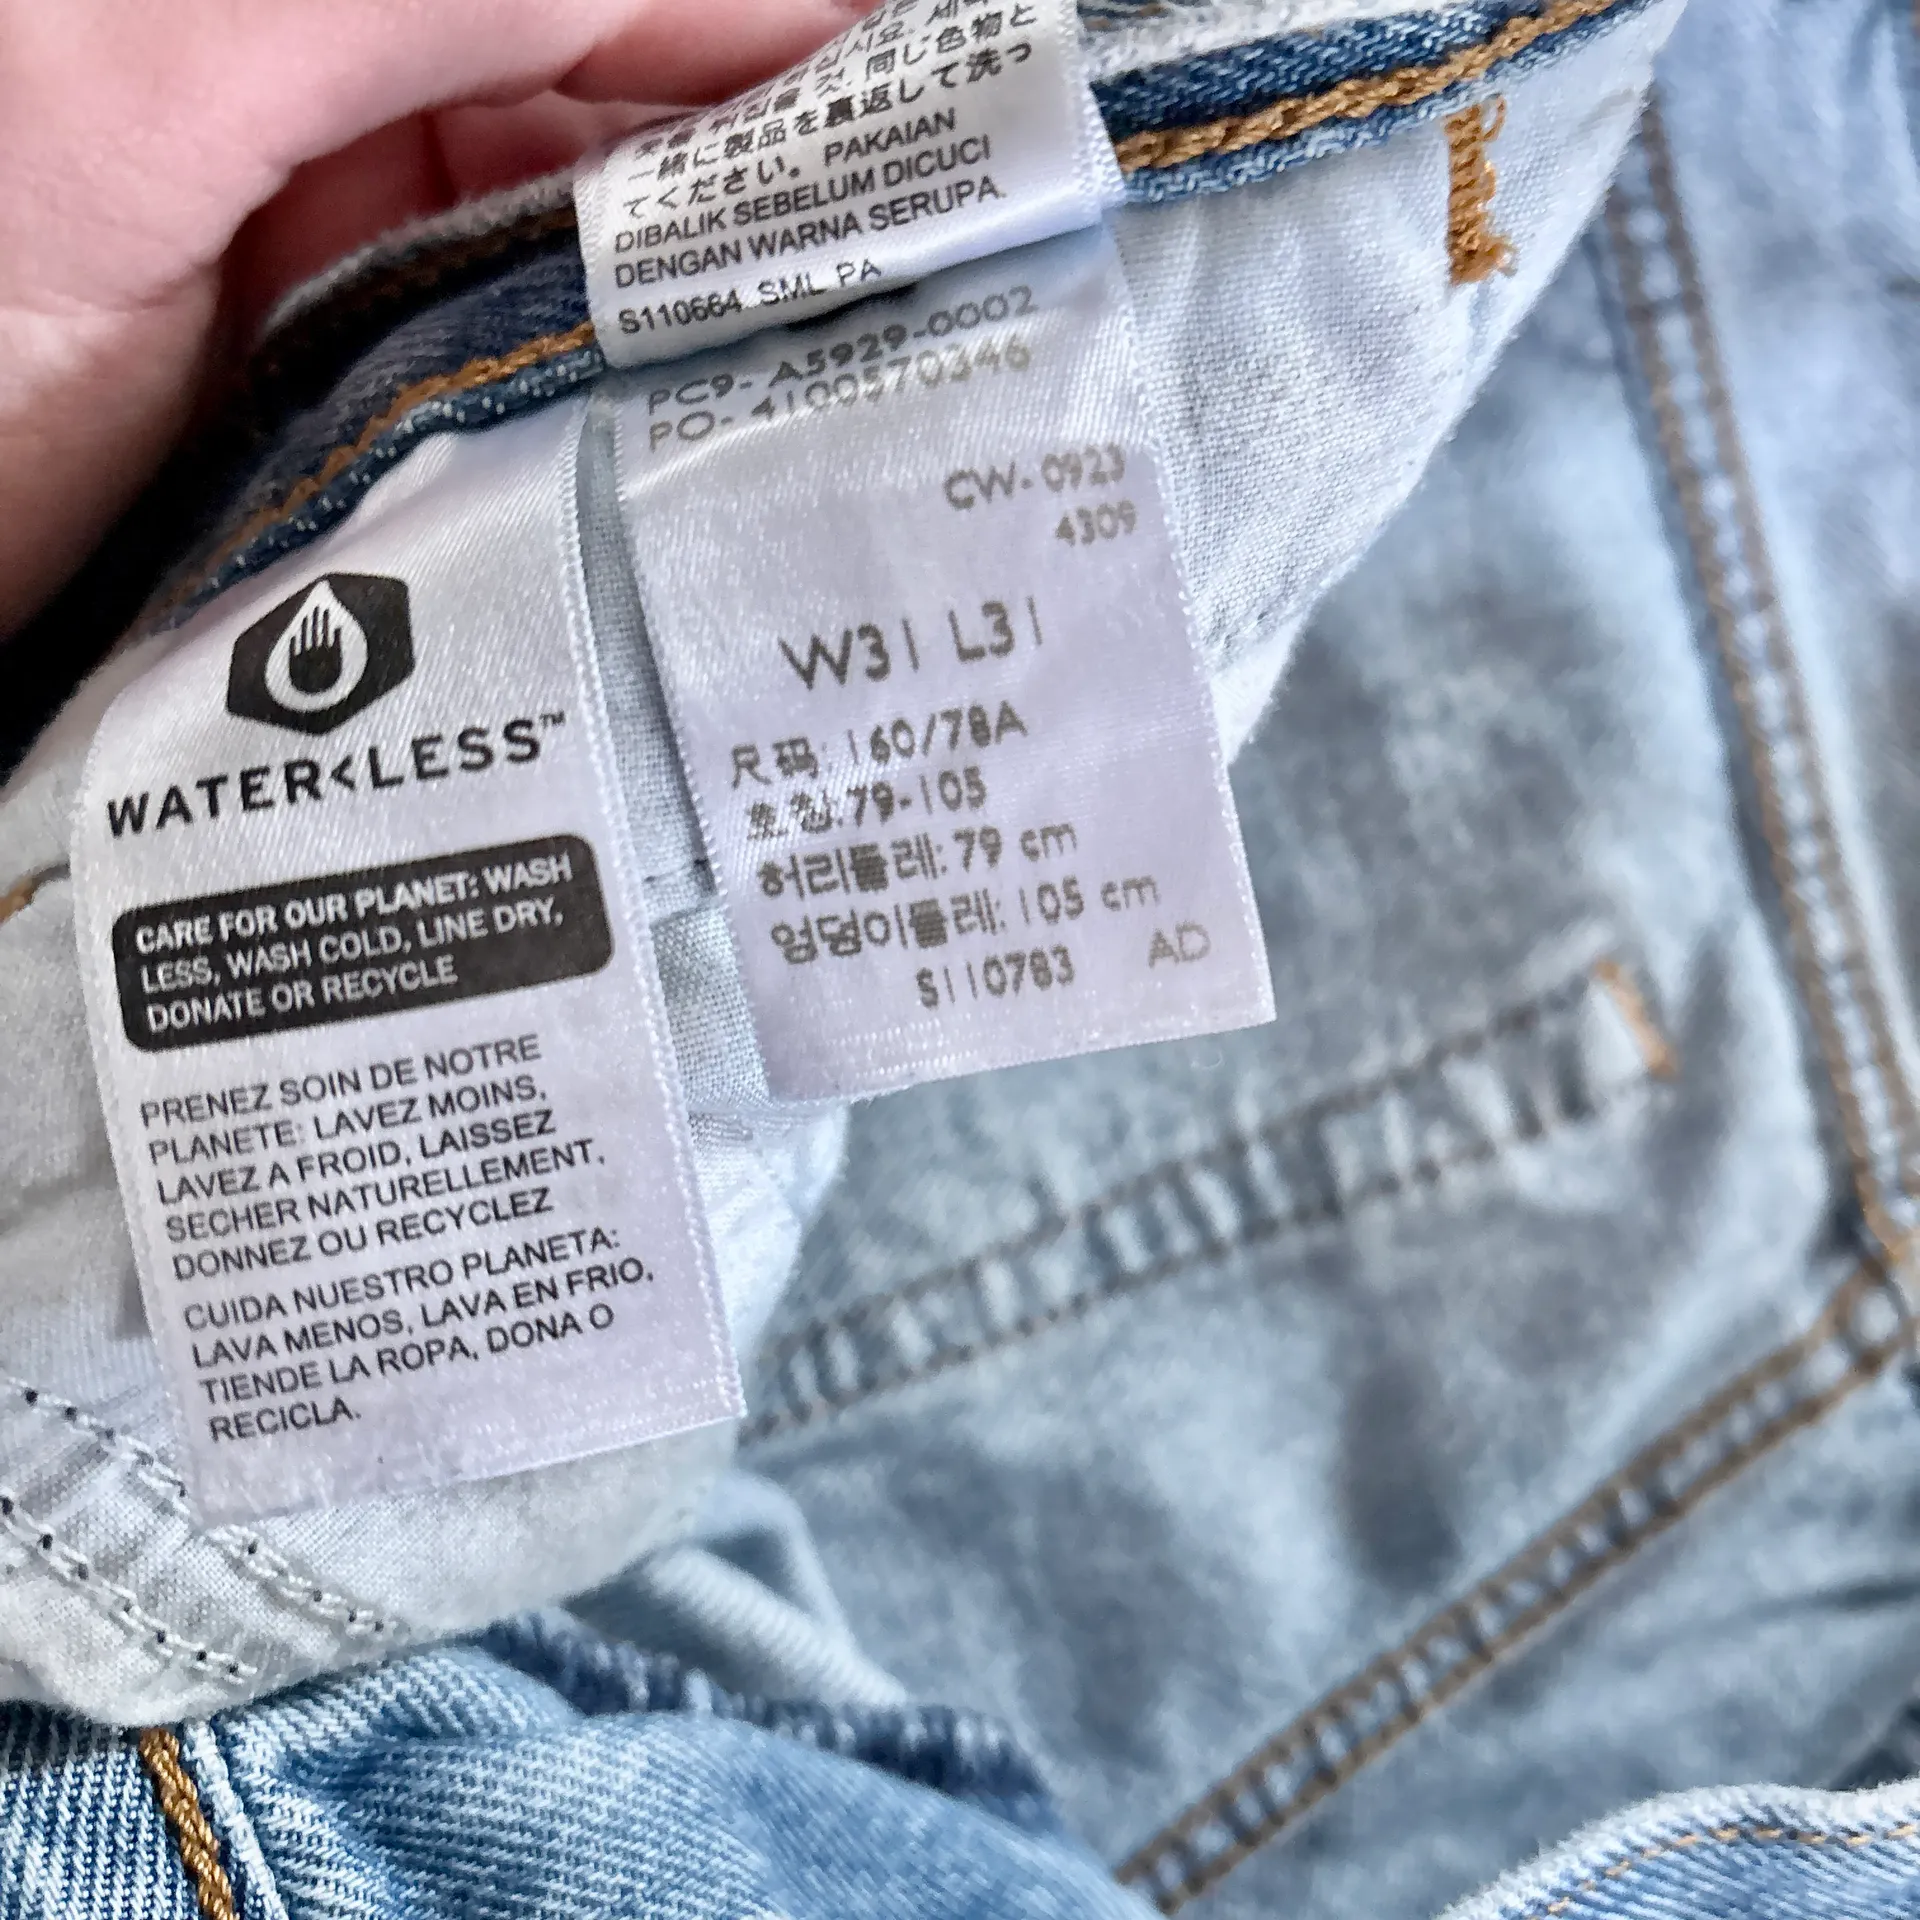 一緒に製品を裏返して洗っ
てください。 PAKAIAN
DIBALIK SEBELUM DICUCI
DENGAN WARNA SERUPA.
S110664 SML PA
PC9- A5929-0002
PO- 4100570346
CW- 0923
4309
W31 L31
尺码: 160/78A
호칭:79-105
허리둘레: 79 cm
엉덩이둘레: 105 cm
S110783 AD
WATER<LESS™
CARE FOR OUR PLANET: WASH
LESS, WASH COLD, LINE DRY,
DONATE OR RECYCLE
PRENEZ SOIN DE NOTRE
PLANETE: LAVEZ MOINS,
LAVEZ A FROID, LAISSEZ
SECHER NATURELLEMENT,
DONNEZ OU RECYCLEZ
CUIDA NUESTRO PLANETA:
LAVA MENOS, LAVA EN FRIO,
TIENDE LA ROPA, DONA O
RECICLA.